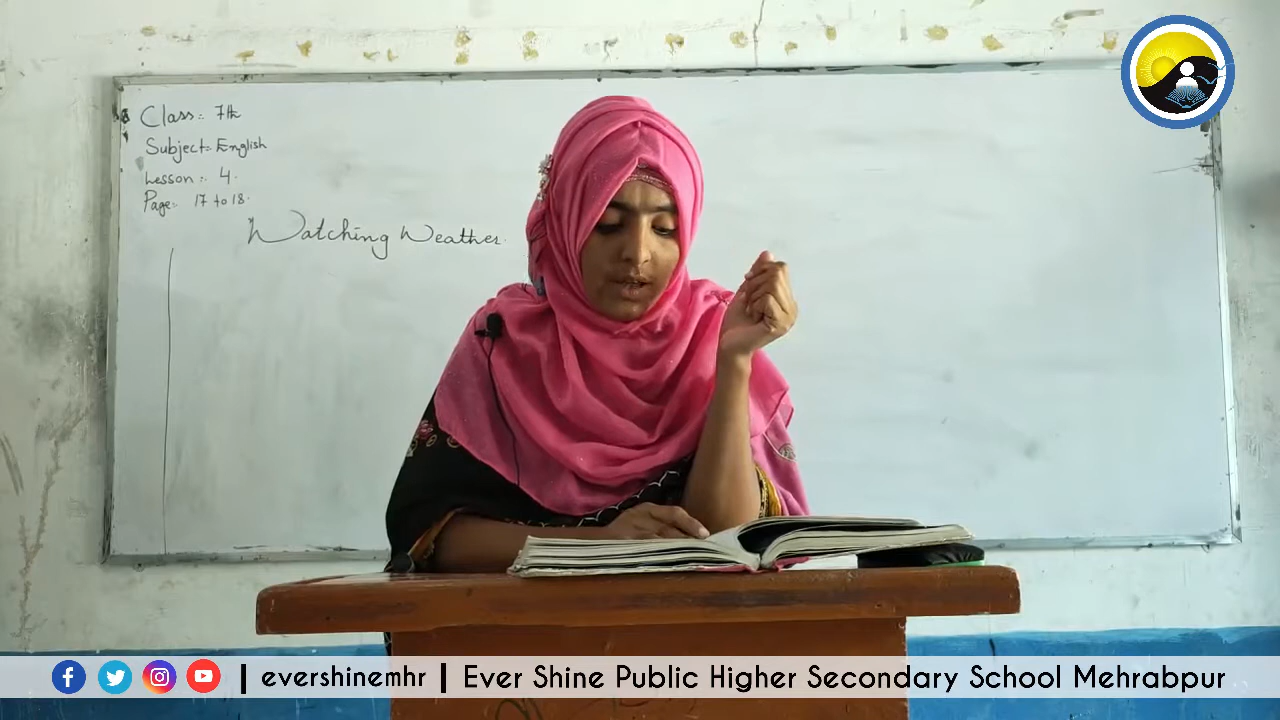 Class:. 7th
Subject:. English
Lesson :. 4.
Page:. 17 to 18.
Watching Weather.
| evershinemhr | Ever Shine Public Higher Secondary School Mehrabpur